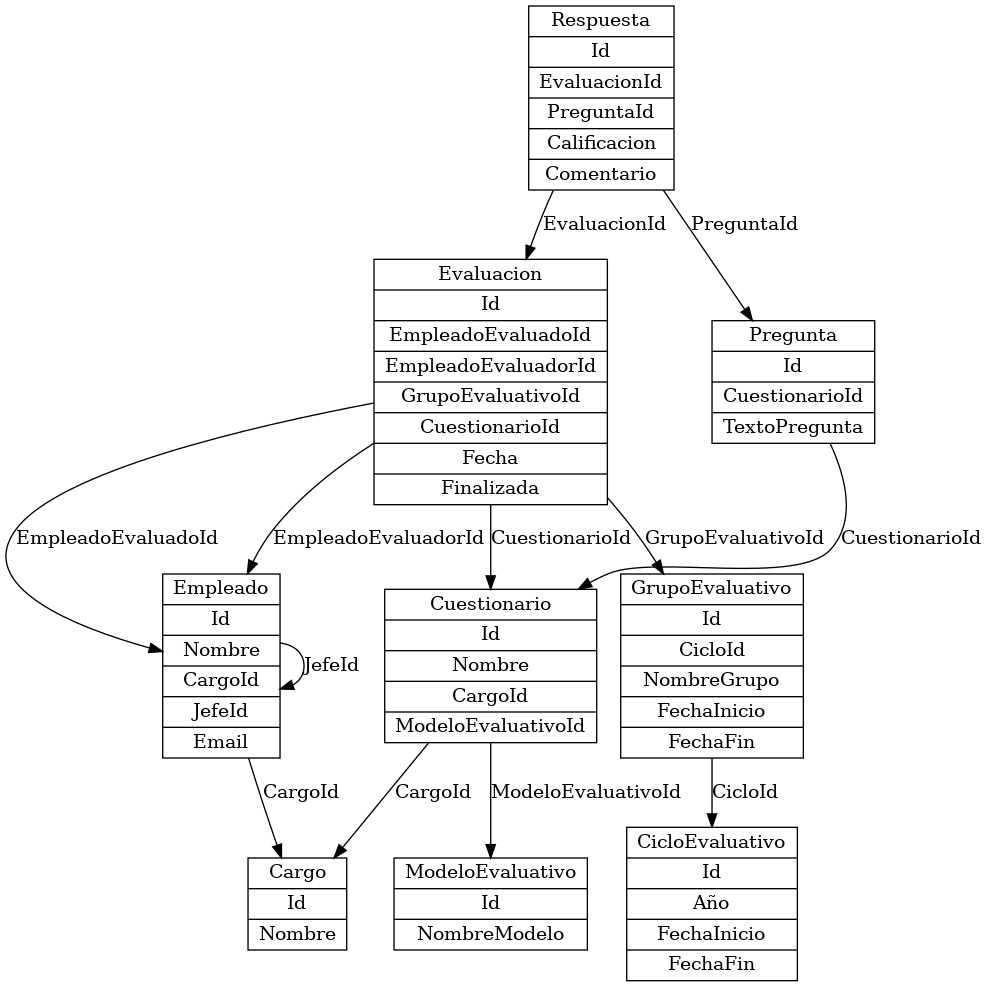 Respuesta
Id
EvaluacionId
PreguntaId
Calificacion
Comentario
EvaluacionId
PreguntaId
Evaluacion
Id
EmpleadoEvaluadoId
EmpleadoEvaluadorId
GrupoEvaluativoId
CuestionarioId
Fecha
Finalizada
Pregunta
Id
CuestionarioId
TextoPregunta
EmpleadoEvaluadoId
EmpleadoEvaluadorId
CuestionarioId
GrupoEvaluativoId
CuestionarioId
Empleado
Id
Nombre
CargoId
JefeId
Email
JefeId
Cuestionario
Id
Nombre
CargoId
ModeloEvaluativoId
GrupoEvaluativo
Id
CicloId
NombreGrupo
FechaInicio
FechaFin
CargoId
CargoId
ModeloEvaluativoId
CicloId
Cargo
Id
Nombre
ModeloEvaluativo
Id
NombreModelo
CicloEvaluativo
Id
Año
FechaInicio
FechaFin